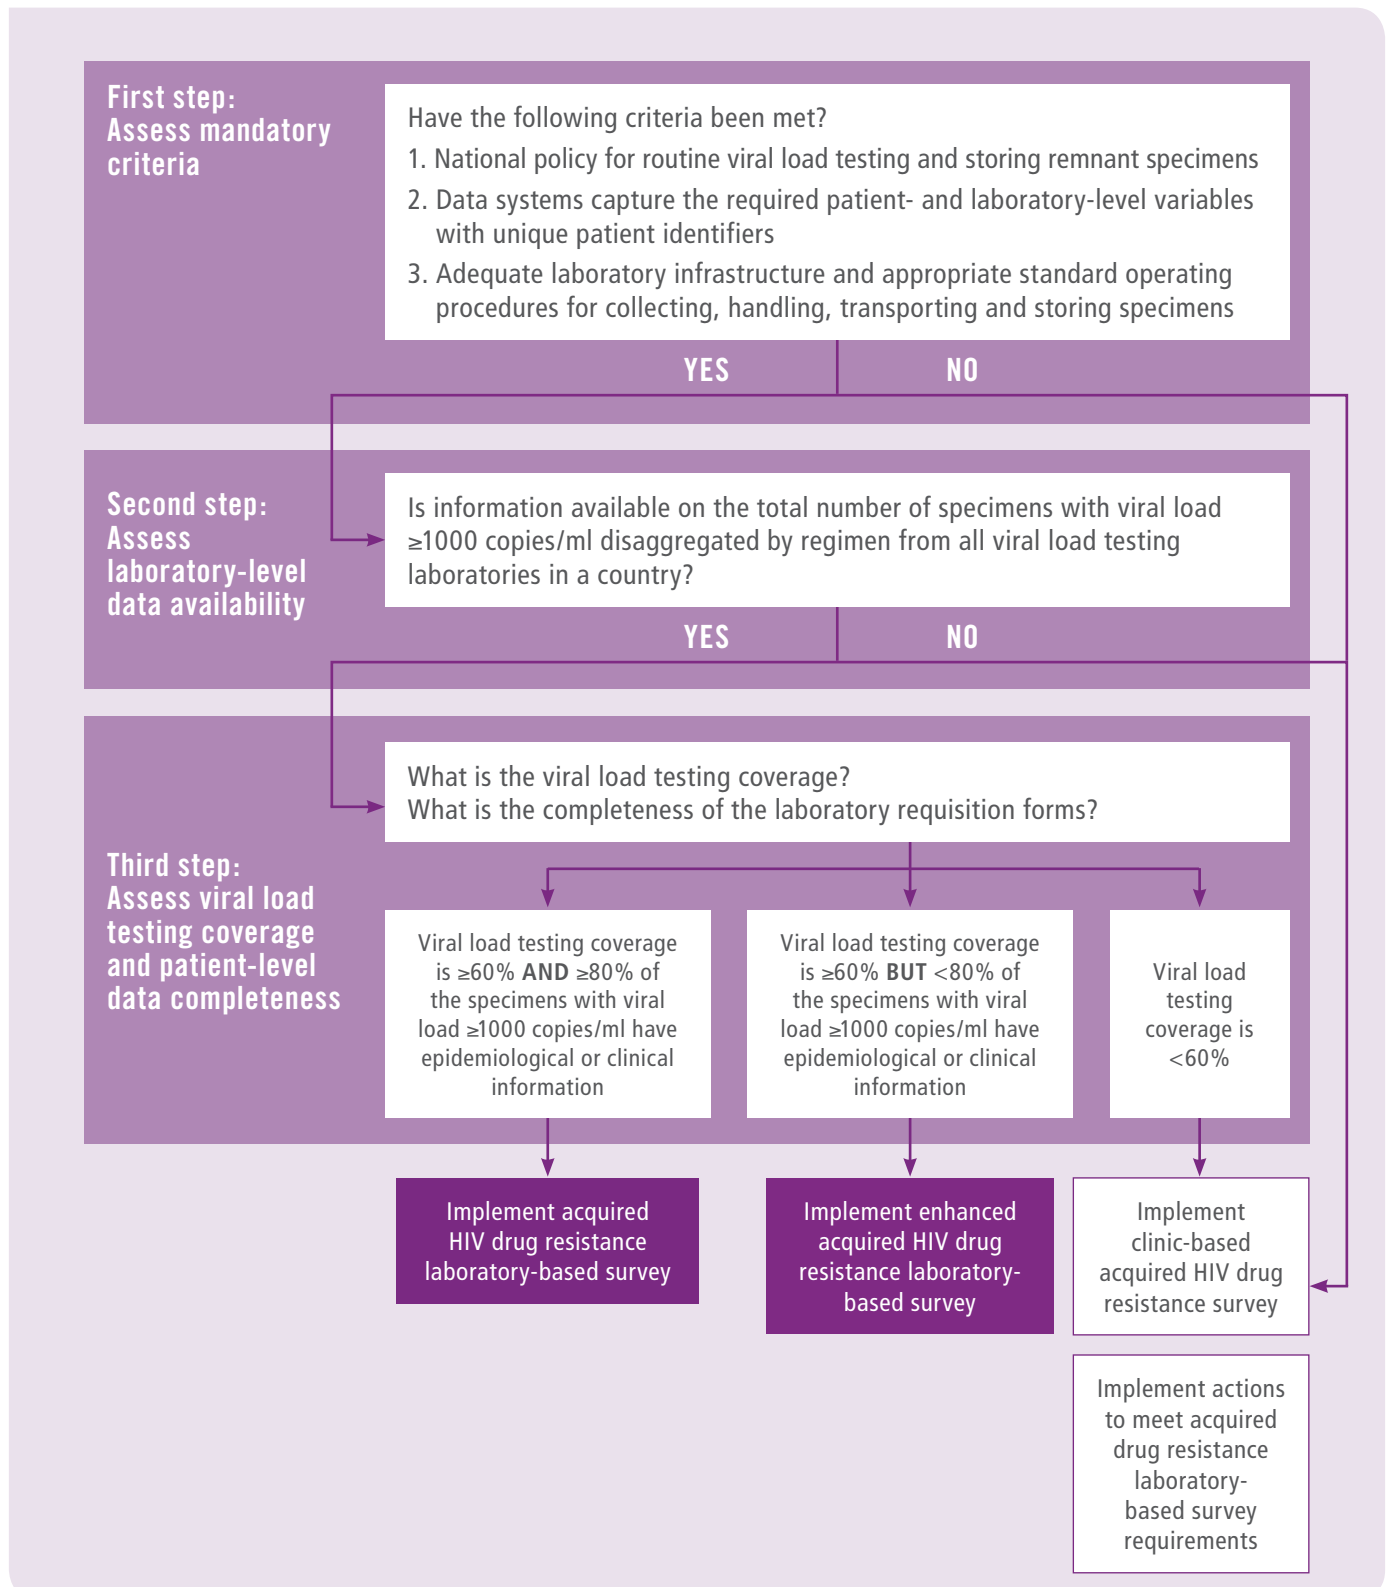 First step:
Assess mandatory
criteria
Have the following criteria been met?
1. National policy for routine viral load testing and storing remnant specimens
2. Data systems capture the required patient- and laboratory-level variables
with unique patient identifiers
3. Adequate laboratory infrastructure and appropriate standard operating
procedures for collecting, handling, transporting and storing specimens
YES
NO
Second step:
Assess
laboratory-level
data availability
Is information available on the total number of specimens with viral load
≥1000 copies/ml disaggregated by regimen from all viral load testing
laboratories in a country?
YES
NO
Third step:
Assess viral load
testing coverage
and patient-level
data completeness
What is the viral load testing coverage?
What is the completeness of the laboratory requisition forms?
Viral load testing coverage
is ≥60% AND ≥80% of
the specimens with viral
load ≥1000 copies/ml have
epidemiological or clinical
information
Viral load testing coverage
is ≥60% BUT <80% of
the specimens with viral
load ≥1000 copies/ml have
epidemiological or clinical
information
Viral load
testing
coverage is
<60%
Implement acquired
HIV drug resistance
laboratory-based survey
Implement enhanced
acquired HIV drug
resistance laboratory-
based survey
Implement
clinic-based
acquired HIV drug
resistance survey
Implement actions
to meet acquired
drug resistance
laboratory-
based survey
requirements